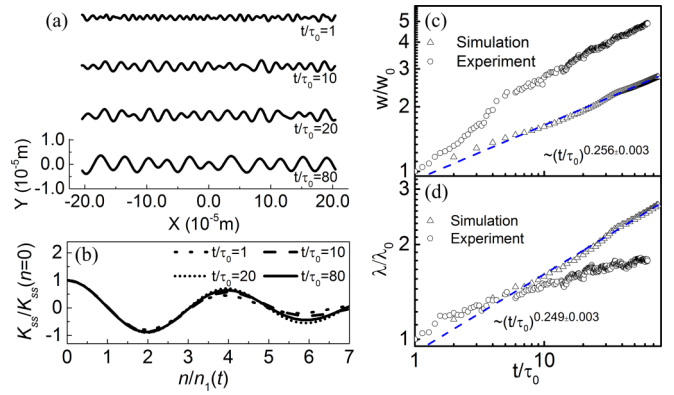 (a)
t/τ₀=1
t/τ₀=10
t/τ₀=20
t/τ₀=80
Y (10⁻⁵m)
1.0
0.0
-1.0
-20.0 -10.0 0.0 10.0 20.0
X (10⁻⁵m)
(b)
t/τ₀=1 t/τ₀=10
t/τ₀=20 t/τ₀=80
Kss/Kss(n=0)
1
0
-1
0 1 2 3 4 5 6 7
n/n₁(t)
(c)
Simulation
Experiment
w/w₀
5
4
3
2
1
~(t/τ₀)^0.256±0.003
(d)
Simulation
Experiment
λ/λ₀
3
2
1
~(t/τ₀)^0.249±0.003
1 10
t/τ₀